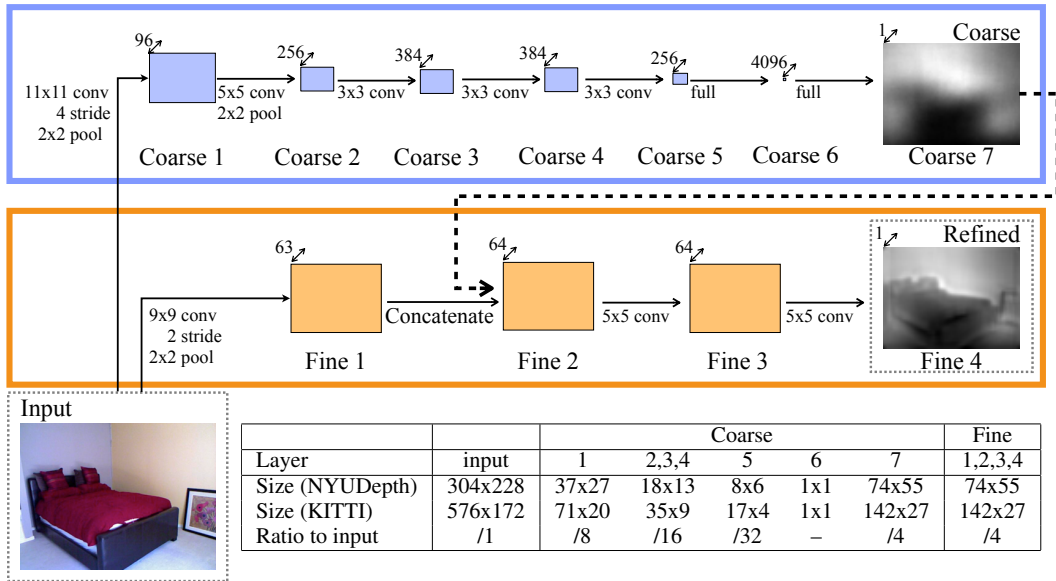 96
256
384
384
256
4096
1
Coarse
11x11 conv
4 stride
2x2 pool
5x5 conv
2x2 pool
3x3 conv
3x3 conv
3x3 conv
full
full
Coarse 1
Coarse 2
Coarse 3
Coarse 4
Coarse 5
Coarse 6
Coarse 7
63
64
64
1
Refined
9x9 conv
2 stride
2x2 pool
Concatenate
5x5 conv
5x5 conv
Fine 1
Fine 2
Fine 3
Fine 4
Input
Coarse Fine
Layer input 1 2,3,4 5 6 7 1,2,3,4
Size (NYUDepth) 304x228 37x27 18x13 8x6 1x1 74x55 74x55
Size (KITTI) 576x172 71x20 35x9 17x4 1x1 142x27 142x27
Ratio to input /1 /8 /16 /32 – /4 /4